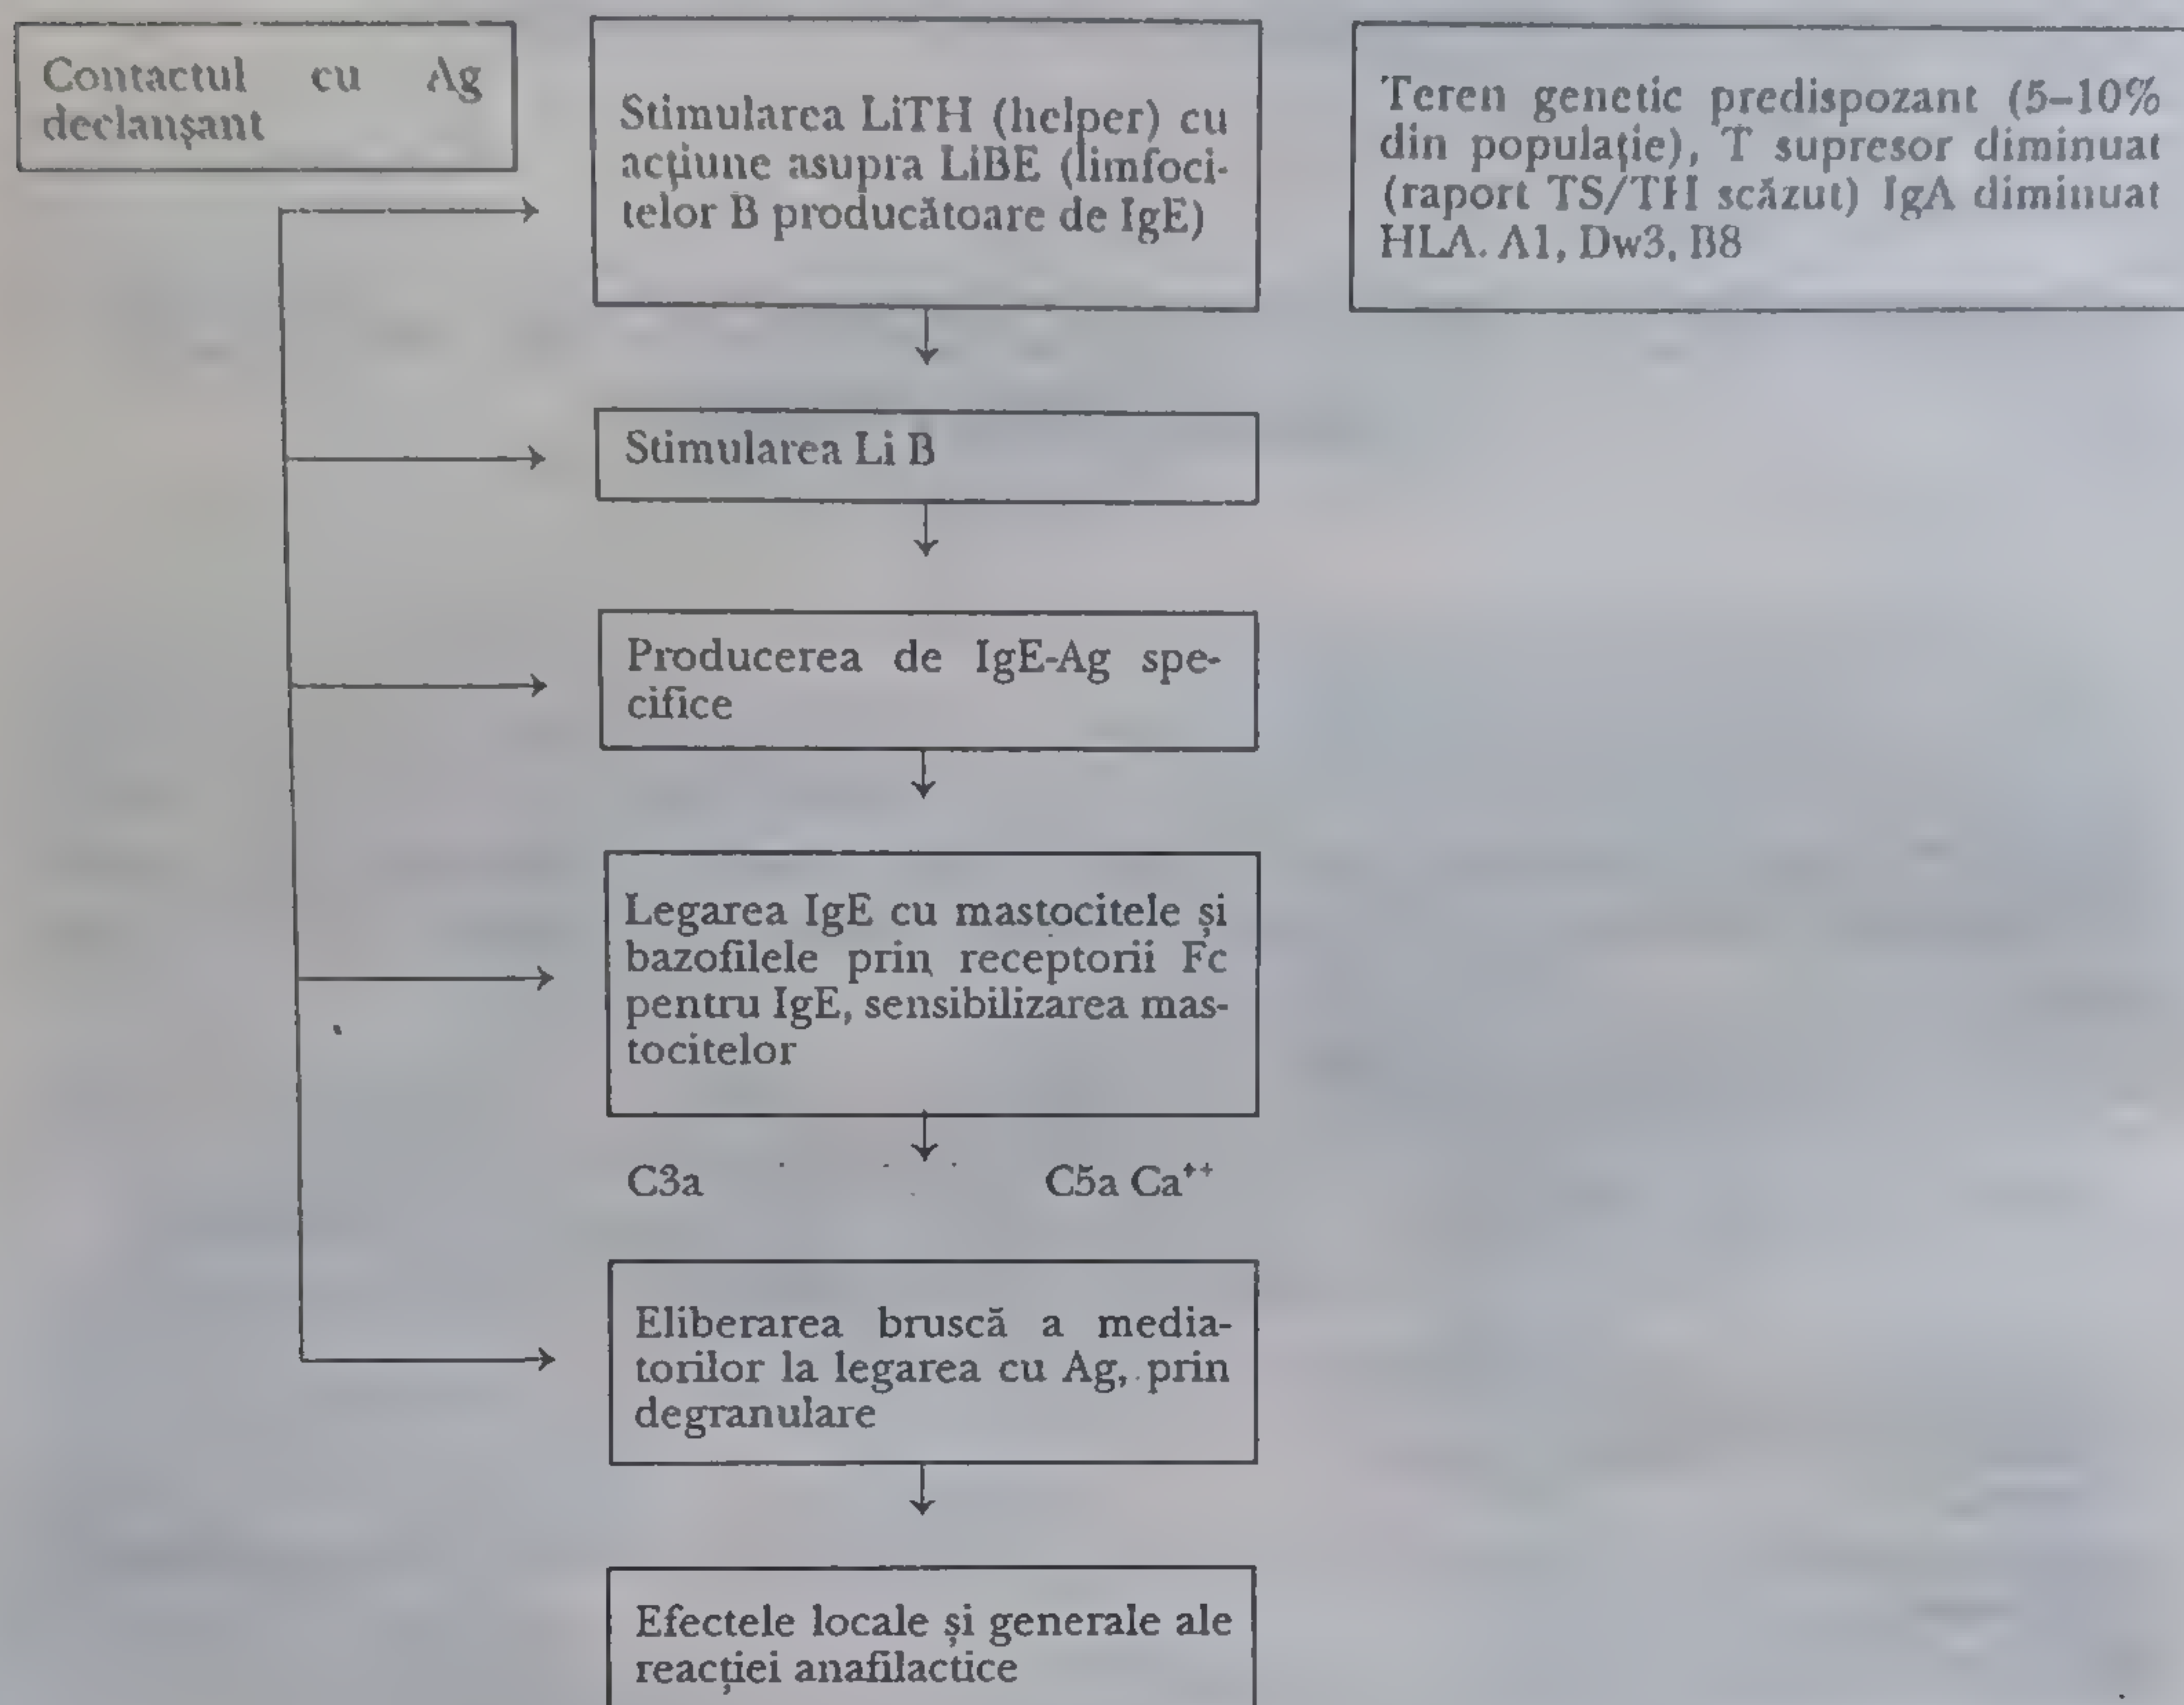 Contactul cu Ag
declanşant
Stimularea LiTH (helper) cu
acţiune asupra LiBE (limfoci-
telor B producătoare de IgE)
Teren genetic predispozant (5–10%
din populaţie), T supresor diminuat
(raport TS/TH scăzut) IgA diminuat
HLA. A1, Dw3, B8
Stimularea Li B
Producerea de IgE-Ag spe-
cifice
Legarea IgE cu mastocitele şi
bazofilele prin receptorii Fc
pentru IgE, sensibilizarea mas-
tocitelor
C3a C5a Ca⁺⁺
Eliberarea bruscă a media-
torilor la legarea cu Ag, prin
degranulare
Efectele locale şi generale ale
reacţiei anafilactice